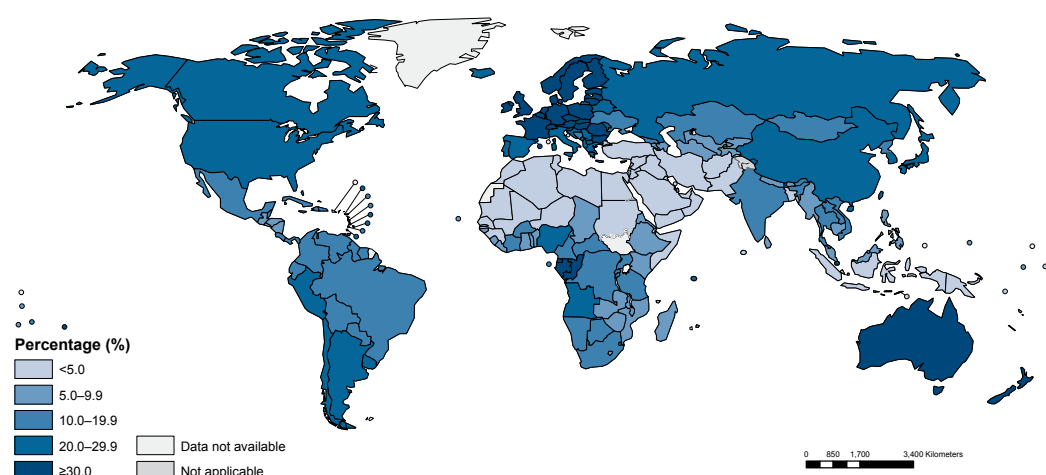 Percentage (%)
<5.0
5.0–9.9
10.0–19.9
20.0–29.9
≥30.0
Data not available
Not applicable
0 850 1,700 3,400 Kilometers